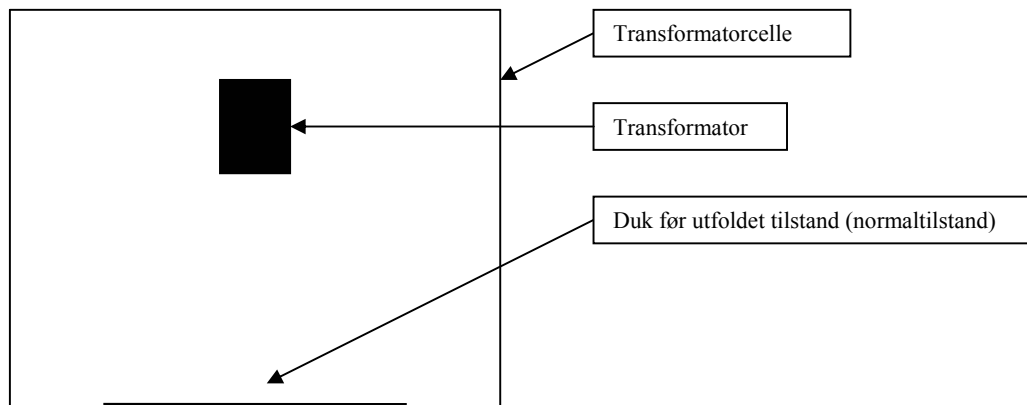 Transformatorcelle
Transformator
Duk før utfoldet tilstand (normaltilstand)